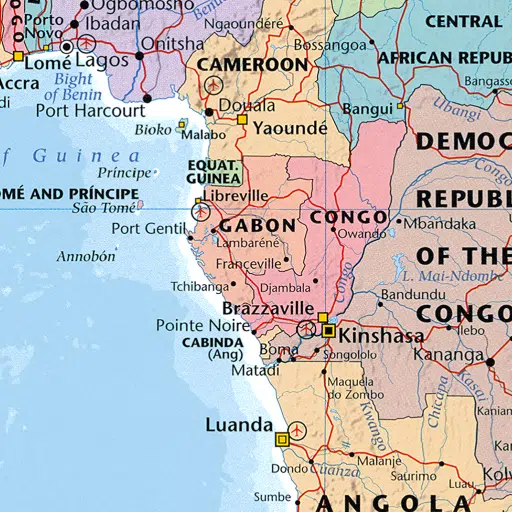 Ogbomosho
Porto
Novo
Ibadan
Benu
Ngaoundéré
CENTRAL
Onitsha
Bossangoa
Lomé
Lagos
CAMEROON
AFRICAN REPUB
Accra
Bight
of Benin
Bangasso
Port Harcourt
Douala
Bangui
Ubangi
Bioko
Malabo
Yaoundé
DEMOC
f Guinea
EQUAT.
GUINEA
Príncipe
Congo
OMÉ AND PRÍNCIPE
Libreville
REPUBL
São Tomé
GABON
CONGO
Mbandaka
Port Gentil
Lambaréné
Owando
Annobón
Franceville
OF THE
L. Mai-Ndombe
Tchibanga
Djambala
Congo
Bandundu
Brazzaville
CONGO
Pointe Noire
Kinshasa
Ilebo
CABINDA
(Ang)
Boma
Songololo
Kananga
Matadi
Maquela
do Zombo
Kwango
Chicapa
Kasai
Kanian
Luanda
Malanje
Dondo
Cuanza
Saurimo
Luau
Kolw
Sumbe
ANGOLA